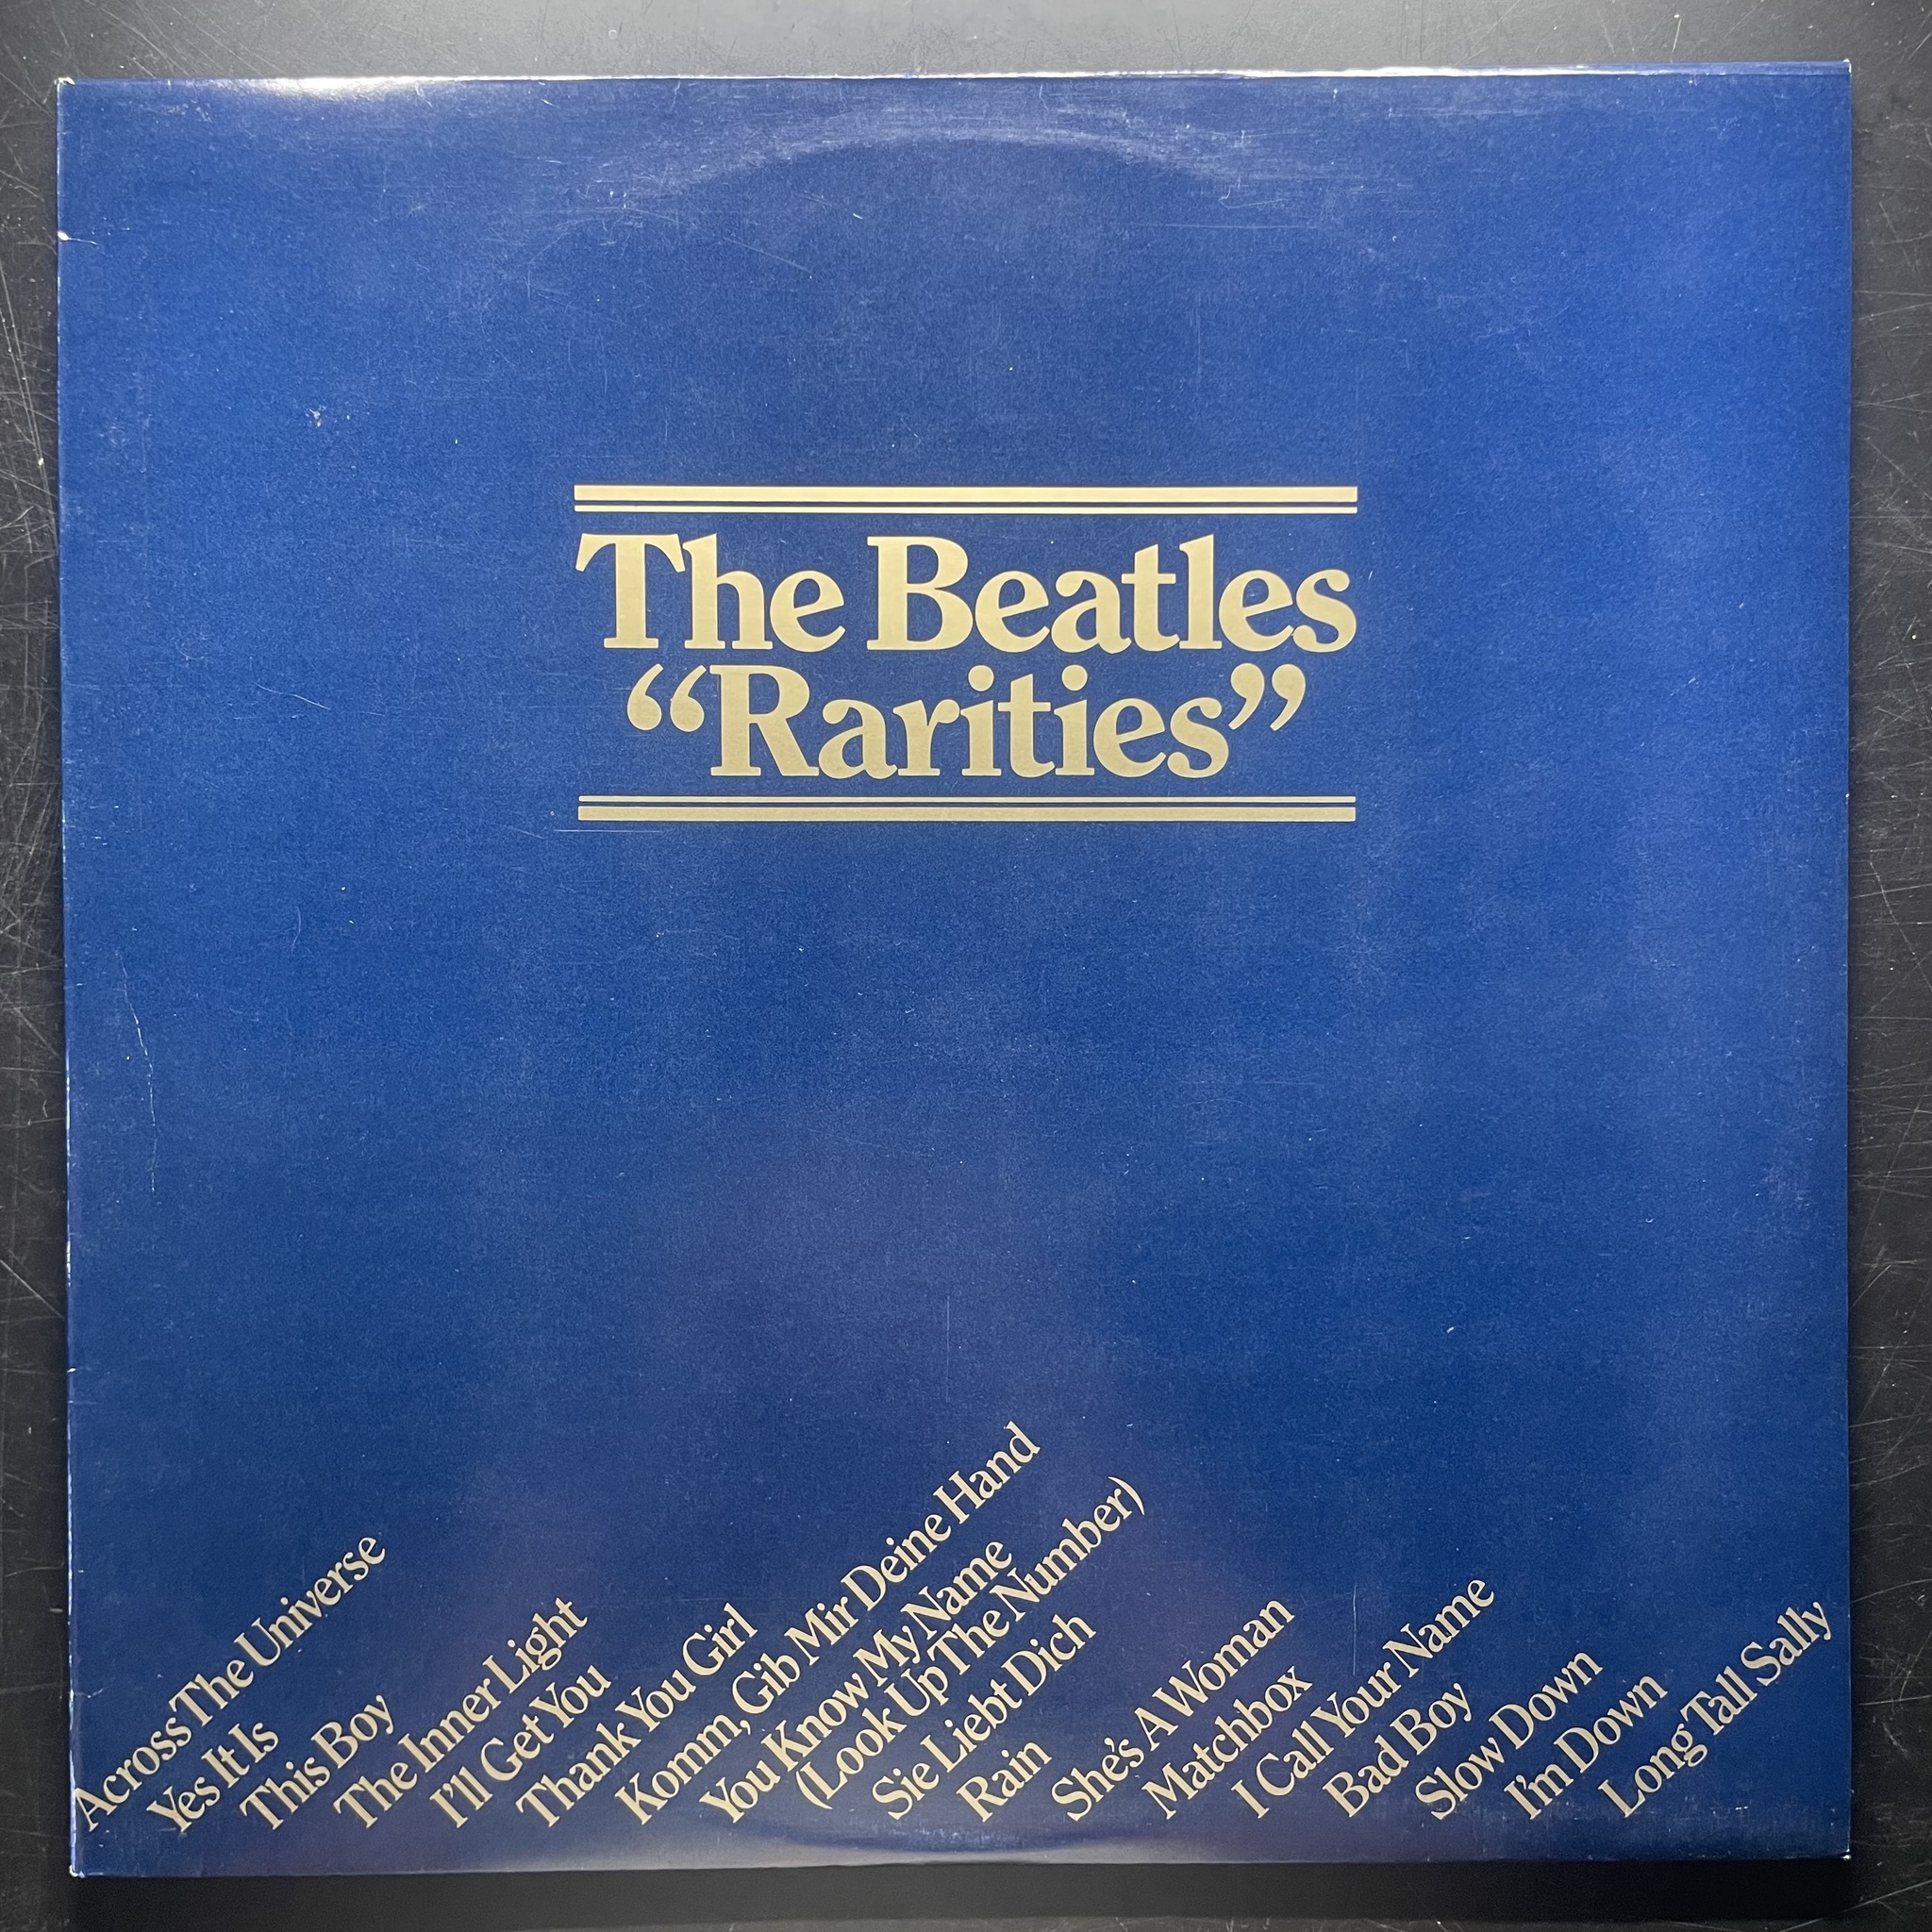 The Beatles
“Rarities”
Across The Universe
Yes It Is
This Boy
The Inner Light
I'll Get You
Thank You Girl
Komm, Gib Mir Deine Hand
You Know My Name
(Look Up The Number)
Sie Liebt Dich
Rain
She's A Woman
Matchbox
I Call Your Name
Bad Boy
Slow Down
I'm Down
Long Tall Sally